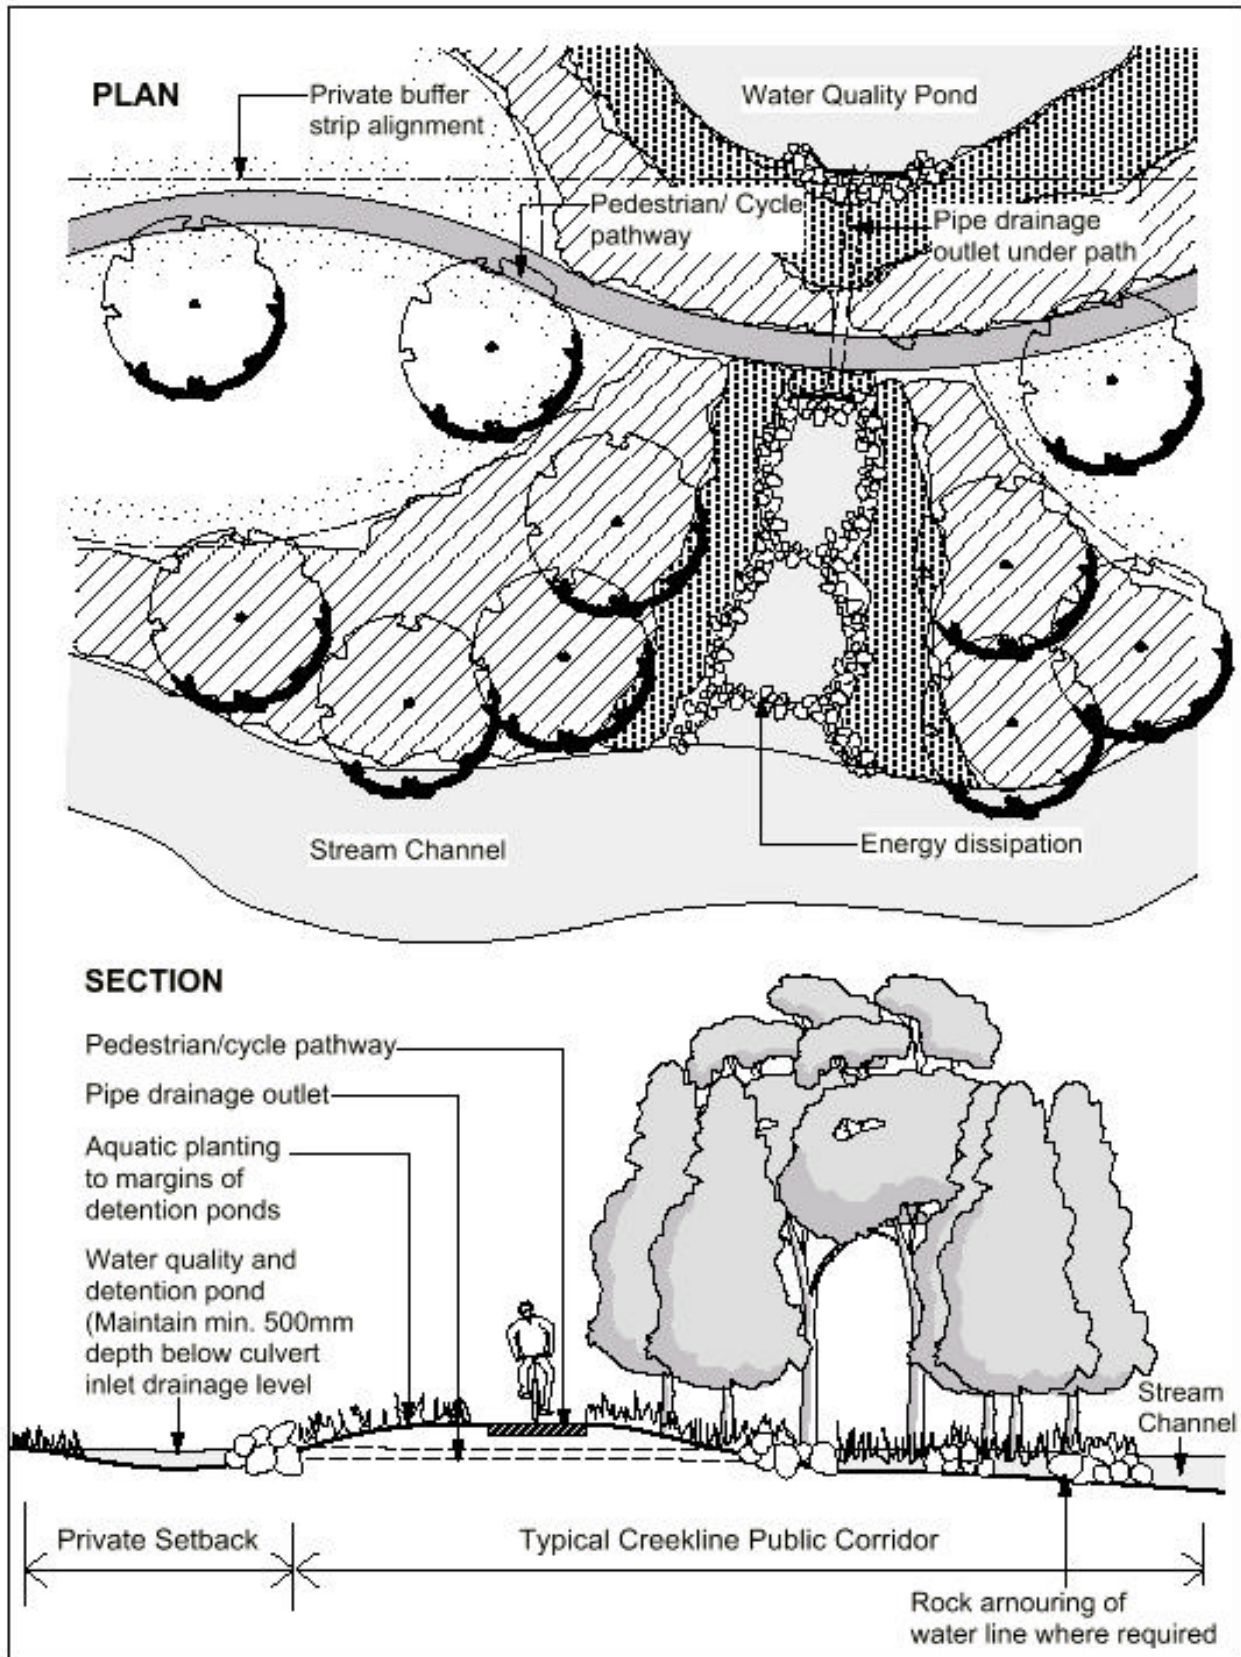 PLAN
Private buffer
strip alignment
Water Quality Pond
Pedestrian/ Cycle
pathway
Pipe drainage
outlet under path
Stream Channel
Energy dissipation
SECTION
Pedestrian/cycle pathway
Pipe drainage outlet
Aquatic planting
to margins of
detention ponds
Water quality and
detention pond
(Maintain min. 500mm
depth below culvert
inlet drainage level
Stream
Channel
Private Setback
Typical Creekline Public Corridor
Rock arnouring of
water line where required